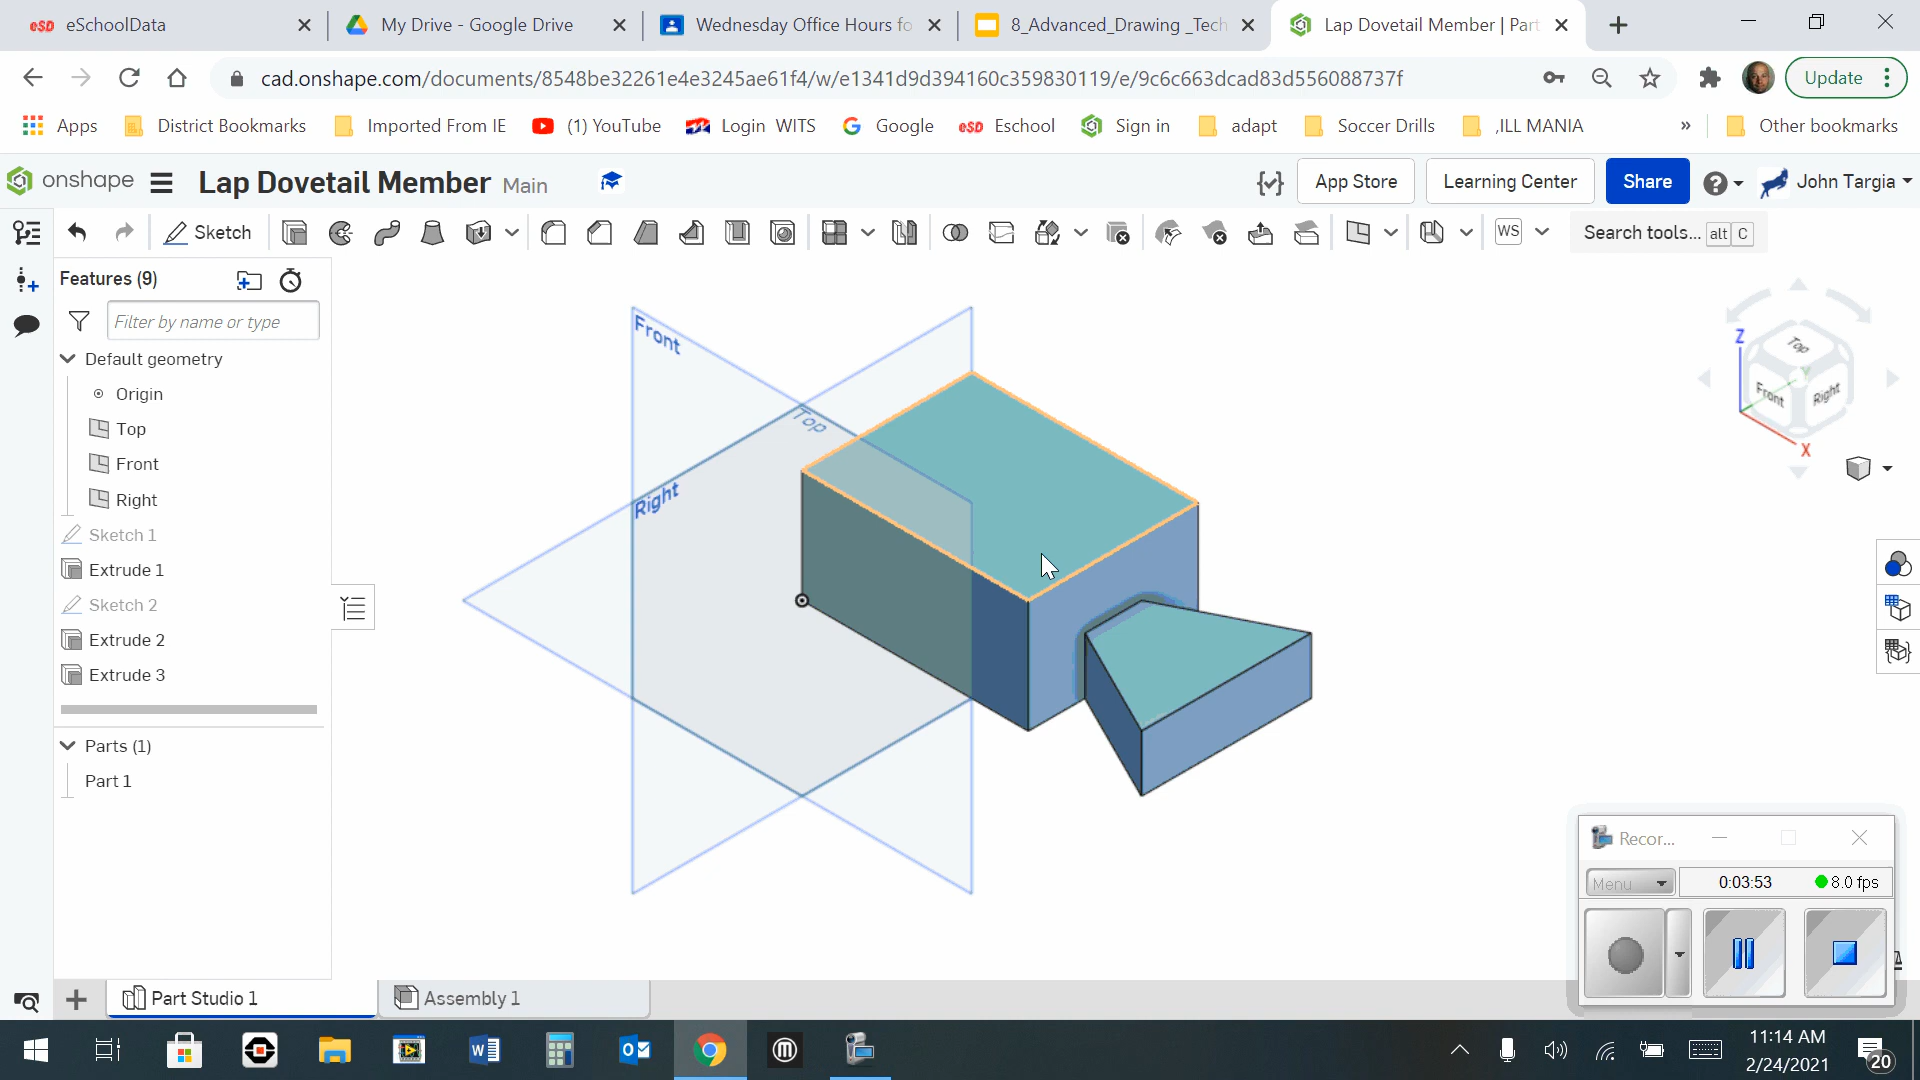 eSchoolData
My Drive - Google Drive
Wednesday Office Hours fo
8_Advanced_Drawing _Tech
Lap Dovetail Member | Part
cad.onshape.com/documents/8548be32261e4e3245ae61f4/w/e1341d9d394160c359830119/e/9c6c663dcad83d556088737f
Update
Apps
District Bookmarks
Imported From IE
(1) YouTube
Login WITS
Google
esD Eschool
Sign in
adapt
Soccer Drills
,ILL MANIA
»
Other bookmarks
onshape
Lap Dovetail Member Main
App Store
Learning Center
Share
John Targia
Sketch
WS
Search tools... alt C
Features (9)
Filter by name or type
Default geometry
Origin
Top
Front
Right
Sketch 1
Extrude 1
Sketch 2
Extrude 2
Extrude 3
Parts (1)
Part 1
Front
Top
Right
Z
Top
Front
Right
X
Recor...
Menu
0:03:53
8.0 fps
Part Studio 1
Assembly 1
11:14 AM
2/24/2021
20